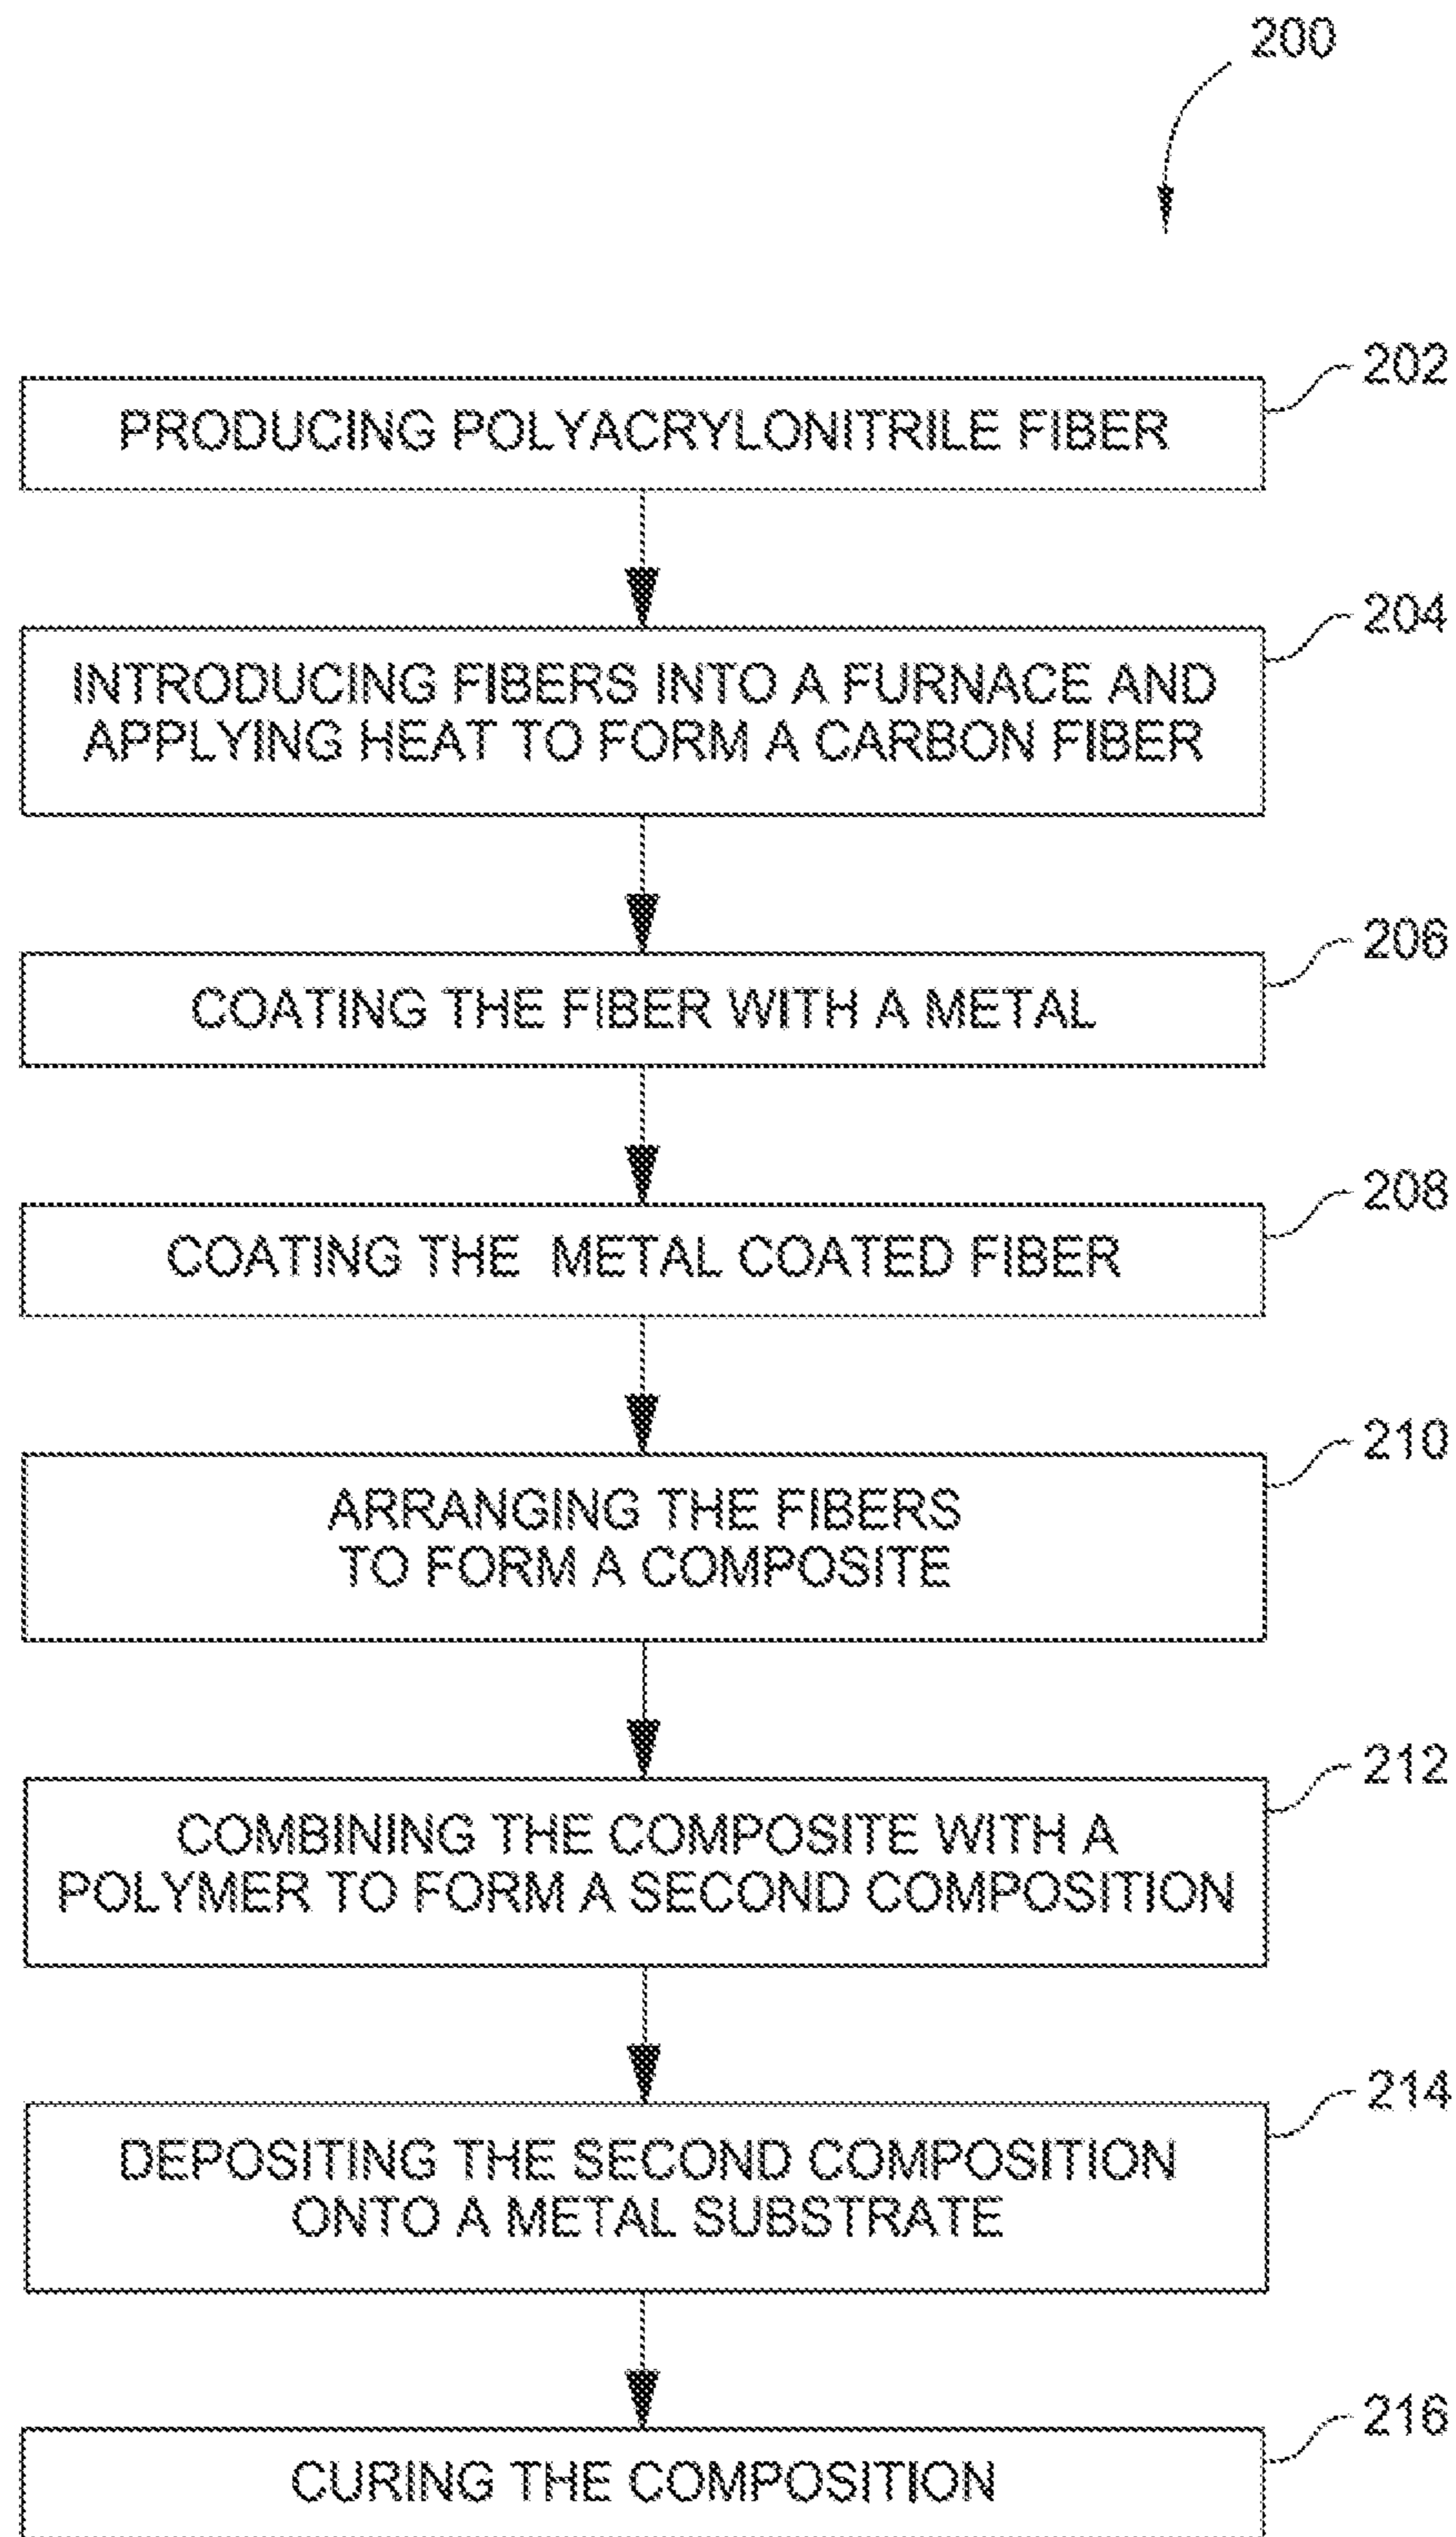 200
202
PRODUCING POLYACRYLONITRILE FIBER
204
INTRODUCING FIBERS INTO A FURNACE AND
APPLYING HEAT TO FORM A CARBON FIBER
206
COATING THE FIBER WITH A METAL
208
COATING THE METAL COATED FIBER
210
ARRANGING THE FIBERS
TO FORM A COMPOSITE
212
COMBINING THE COMPOSITE WITH A
POLYMER TO FORM A SECOND COMPOSITION
214
DEPOSITING THE SECOND COMPOSITION
ONTO A METAL SUBSTRATE
216
CURING THE COMPOSITION